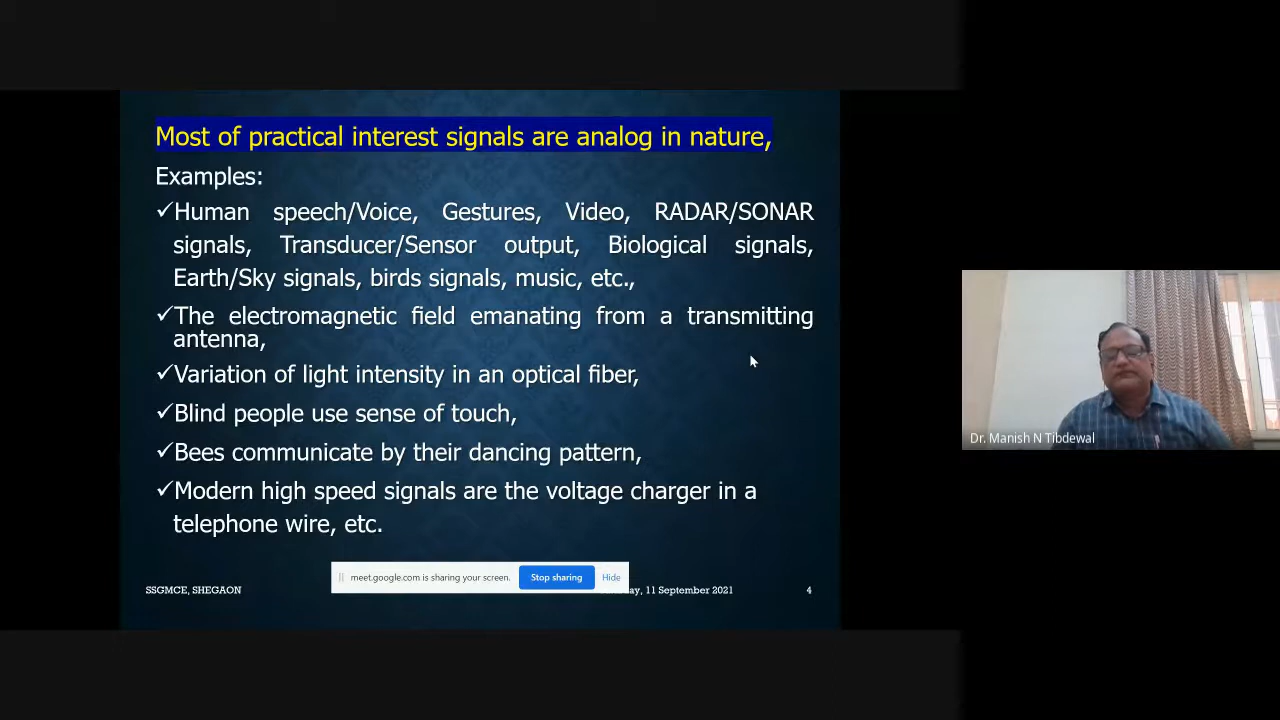 Most of practical interest signals are analog in nature,
Examples:
✓Human speech/Voice, Gestures, Video, RADAR/SONAR
signals, Transducer/Sensor output, Biological signals,
Earth/Sky signals, birds signals, music, etc.,
✓The electromagnetic field emanating from a transmitting
antenna,
✓Variation of light intensity in an optical fiber,
✓Blind people use sense of touch,
✓Bees communicate by their dancing pattern,
✓Modern high speed signals are the voltage charger in a
telephone wire, etc.
Dr. Manish N Tibdewal
meet.google.com is sharing your screen. Stop sharing Hide
SSGMCE, SHEGAON 11 September 2021 4